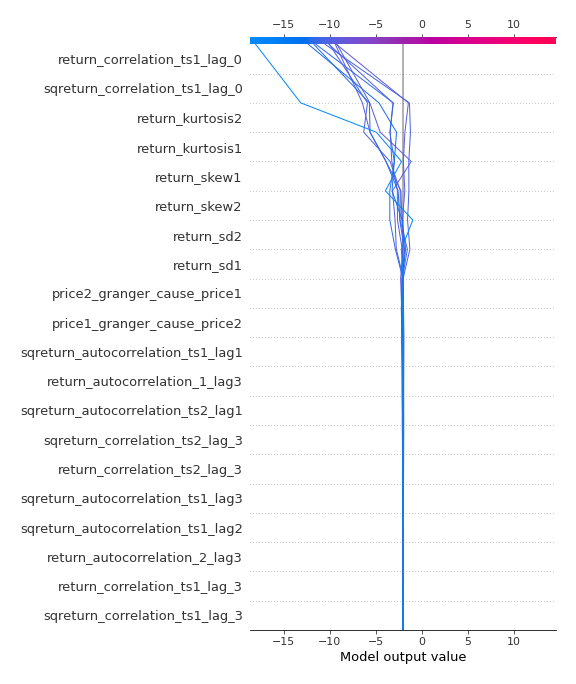 −15 −10 −5 0 5 10
return_correlation_ts1_lag_0
sqreturn_correlation_ts1_lag_0
return_kurtosis2
return_kurtosis1
return_skew1
return_skew2
return_sd2
return_sd1
price2_granger_cause_price1
price1_granger_cause_price2
sqreturn_autocorrelation_ts1_lag1
return_autocorrelation_1_lag3
sqreturn_autocorrelation_ts2_lag1
sqreturn_correlation_ts2_lag_3
return_correlation_ts2_lag_3
sqreturn_autocorrelation_ts1_lag3
sqreturn_autocorrelation_ts1_lag2
return_autocorrelation_2_lag3
return_correlation_ts1_lag_3
sqreturn_correlation_ts1_lag_3
−15 −10 −5 0 5 10
Model output value